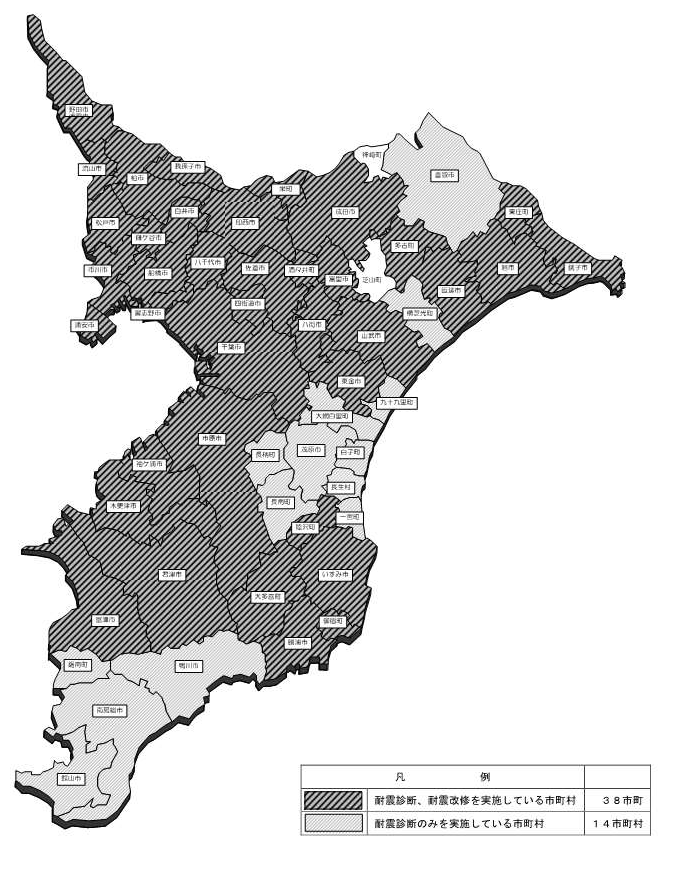 野田市
流山市
柏市
我孫子市
神崎町
香取市
東庄町
栄町
松戸市
鎌ケ谷市
白井市
印西市
成田市
多古町
旭市
銚子市
市川市
船橋市
八千代市
佐倉市
酒々井町
富里市
芝山町
匝瑳市
浦安市
習志野市
四街道市
八街市
山武市
横芝光町
千葉市
東金市
九十九里町
大網白里町
市原市
長柄町
茂原市
白子町
袖ケ浦市
長生村
木更津市
長南町
一宮町
睦沢町
君津市
いすみ市
大多喜町
富津市
御宿町
勝浦市
鋸南町
鴨川市
南房総市
館山市
凡 例
耐震診断、耐震改修を実施している市町村 38市町
耐震診断のみを実施している市町村 14市町村